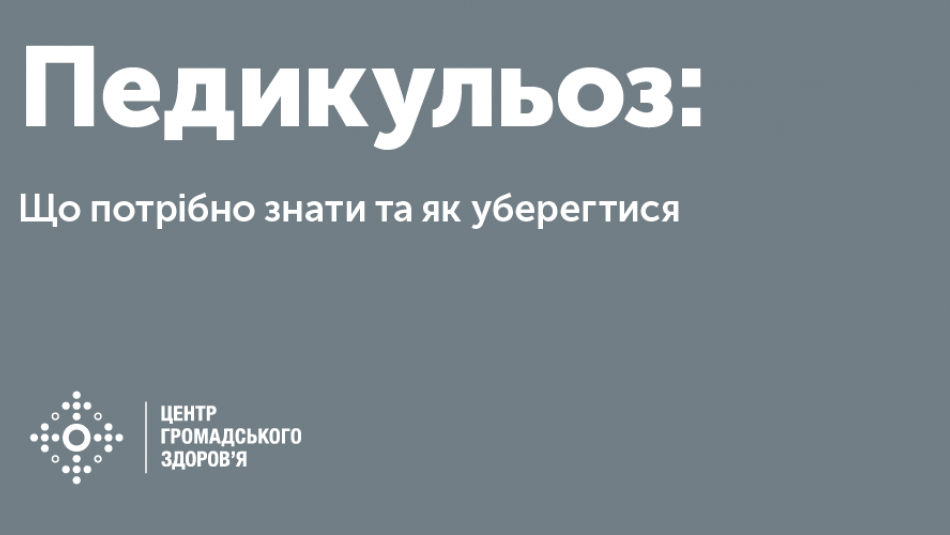 Педикульоз:
Що потрібно знати та як уберегтися
ЦЕНТР
ГРОМАДСЬКОГО
ЗДОРОВ'Я